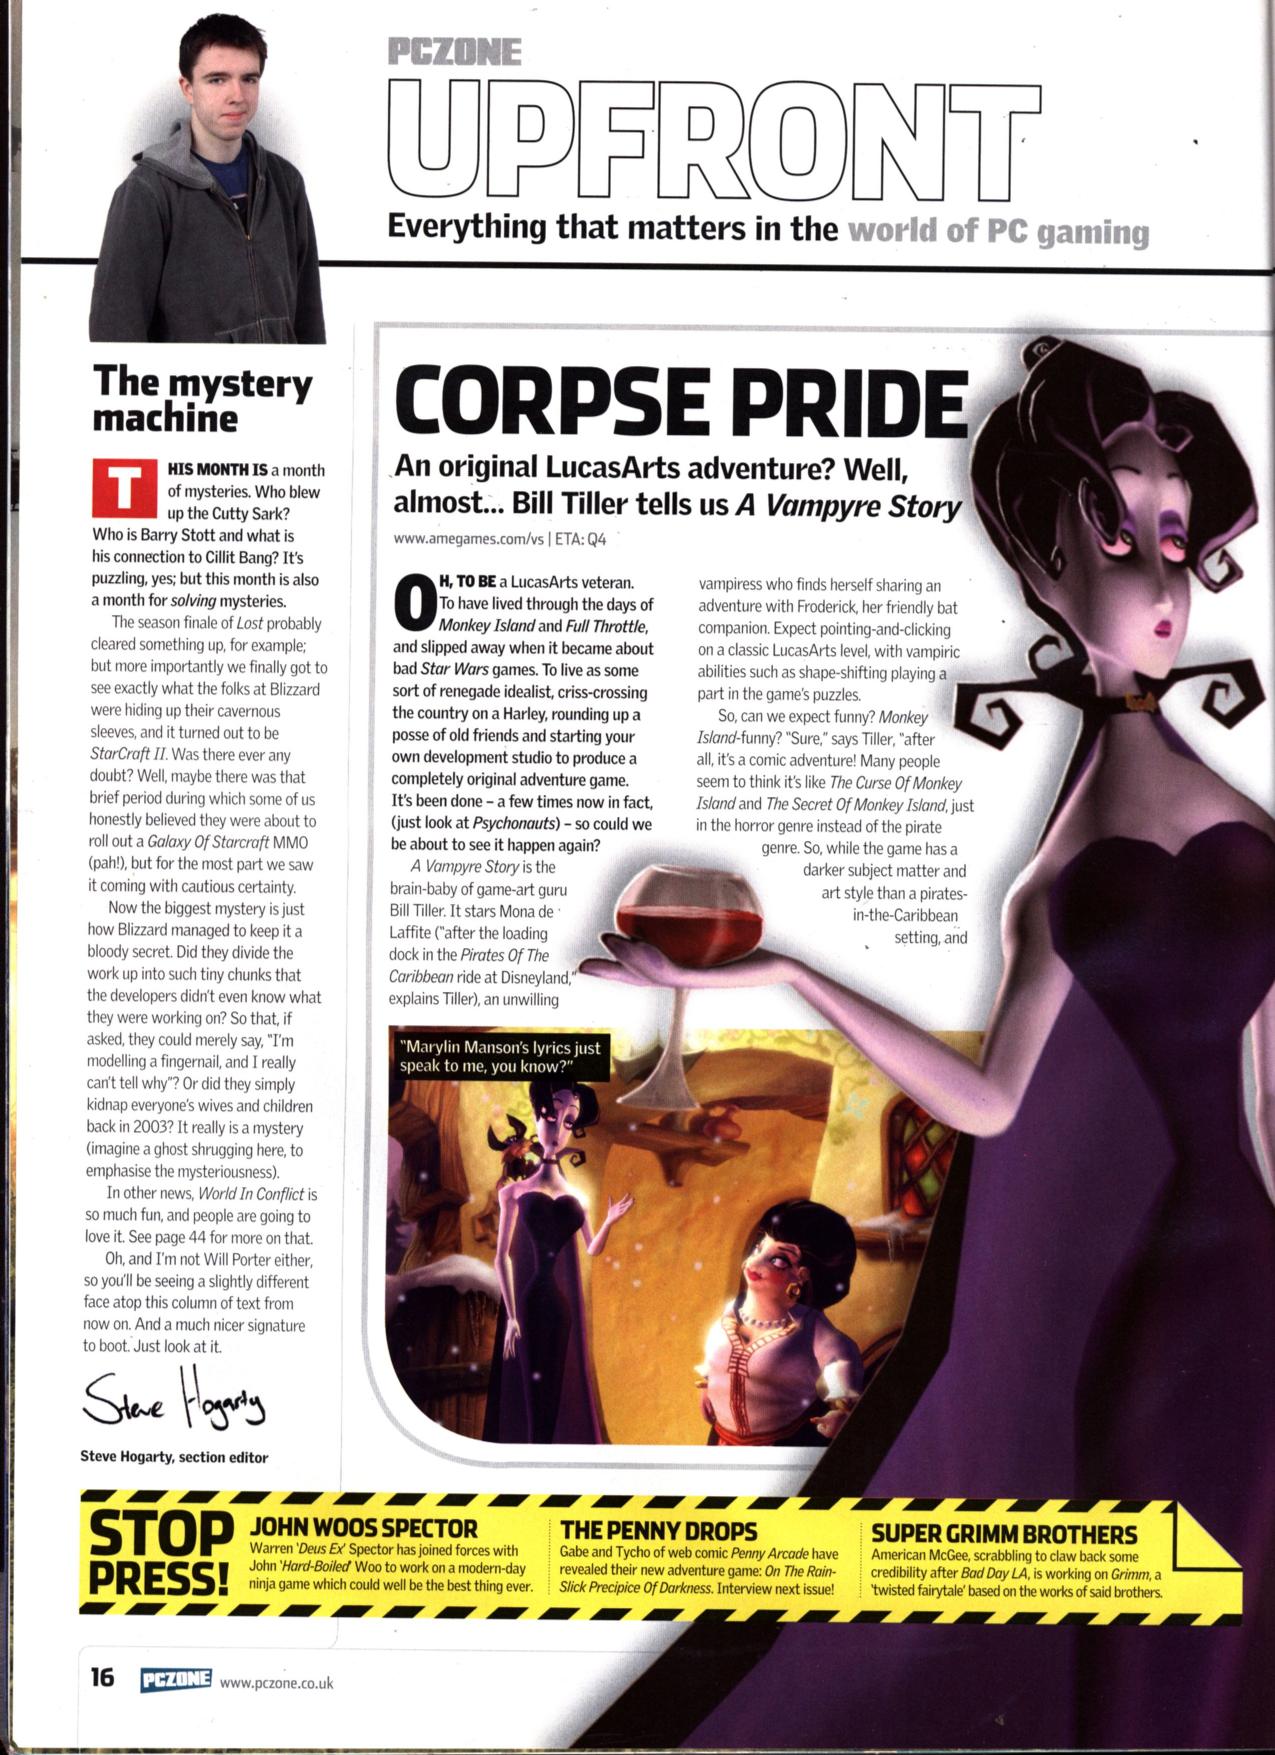 PCZONE
UPFRONT
Everything that matters in the world of PC gaming
The mystery
machine
THIS MONTH IS a month
of mysteries. Who blew
up the Cutty Sark?
Who is Barry Stott and what is
his connection to Cillit Bang? It's
puzzling, yes; but this month is also
a month for solving mysteries.
The season finale of Lost probably
cleared something up, for example;
but more importantly we finally got to
see exactly what the folks at Blizzard
were hiding up their cavernous
sleeves, and it turned out to be
StarCraft II. Was there ever any
doubt? Well, maybe there was that
brief period during which some of us
honestly believed they were about to
roll out a Galaxy Of Starcraft MMO
(pah!), but for the most part we saw
it coming with cautious certainty.
Now the biggest mystery is just
how Blizzard managed to keep it a
bloody secret. Did they divide the
work up into such tiny chunks that
the developers didn't even know what
they were working on? So that, if
asked, they could merely say, "I'm
modelling a fingernail, and I really
can't tell why"? Or did they simply
kidnap everyone's wives and children
back in 2003? It really is a mystery
(imagine a ghost shrugging here, to
emphasise the mysteriousness).
In other news, World In Conflict is
so much fun, and people are going to
love it. See page 44 for more on that.
Oh, and I'm not Will Porter either,
so you'll be seeing a slightly different
face atop this column of text from
now on. And a much nicer signature
to boot. Just look at it.
Steve Hogarty
Steve Hogarty, section editor
CORPSE PRIDE
An original LucasArts adventure? Well,
almost... Bill Tiller tells us A Vampyre Story
www.amegames.com/vs | ETA: Q4
OH, TO BE a LucasArts veteran.
To have lived through the days of
Monkey Island and Full Throttle,
and slipped away when it became about
bad Star Wars games. To live as some
sort of renegade idealist, criss-crossing
the country on a Harley, rounding up a
posse of old friends and starting your
own development studio to produce a
completely original adventure game.
It's been done – a few times now in fact,
(just look at Psychonauts) – so could we
be about to see it happen again?
A Vampyre Story is the
brain-baby of game-art guru
Bill Tiller. It stars Mona de
Laffite ("after the loading
dock in the Pirates Of The
Caribbean ride at Disneyland,"
explains Tiller), an unwilling
vampiress who finds herself sharing an
adventure with Froderick, her friendly bat
companion. Expect pointing-and-clicking
on a classic LucasArts level, with vampiric
abilities such as shape-shifting playing a
part in the game's puzzles.
So, can we expect funny? Monkey
Island-funny? "Sure," says Tiller, "after
all, it's a comic adventure! Many people
seem to think it's like The Curse Of Monkey
Island and The Secret Of Monkey Island, just
in the horror genre instead of the pirate
genre. So, while the game has a
darker subject matter and
art style than a pirates-
in-the-Caribbean
setting, and
"Marylin Manson's lyrics just
speak to me, you know?"
STOP
PRESS!
JOHN WOOS SPECTOR
Warren 'Deus Ex' Spector has joined forces with
John 'Hard-Boiled' Woo to work on a modern-day
ninja game which could well be the best thing ever.
THE PENNY DROPS
Gabe and Tycho of web comic Penny Arcade have
revealed their new adventure game: On The Rain-
Slick Precipice Of Darkness. Interview next issue!
SUPER GRIMM BROTHERS
American McGee, scrabbling to claw back some
credibility after Bad Day LA, is working on Grimm, a
'twisted fairytale' based on the works of said brothers.
16 PCZONE www.pczone.co.uk